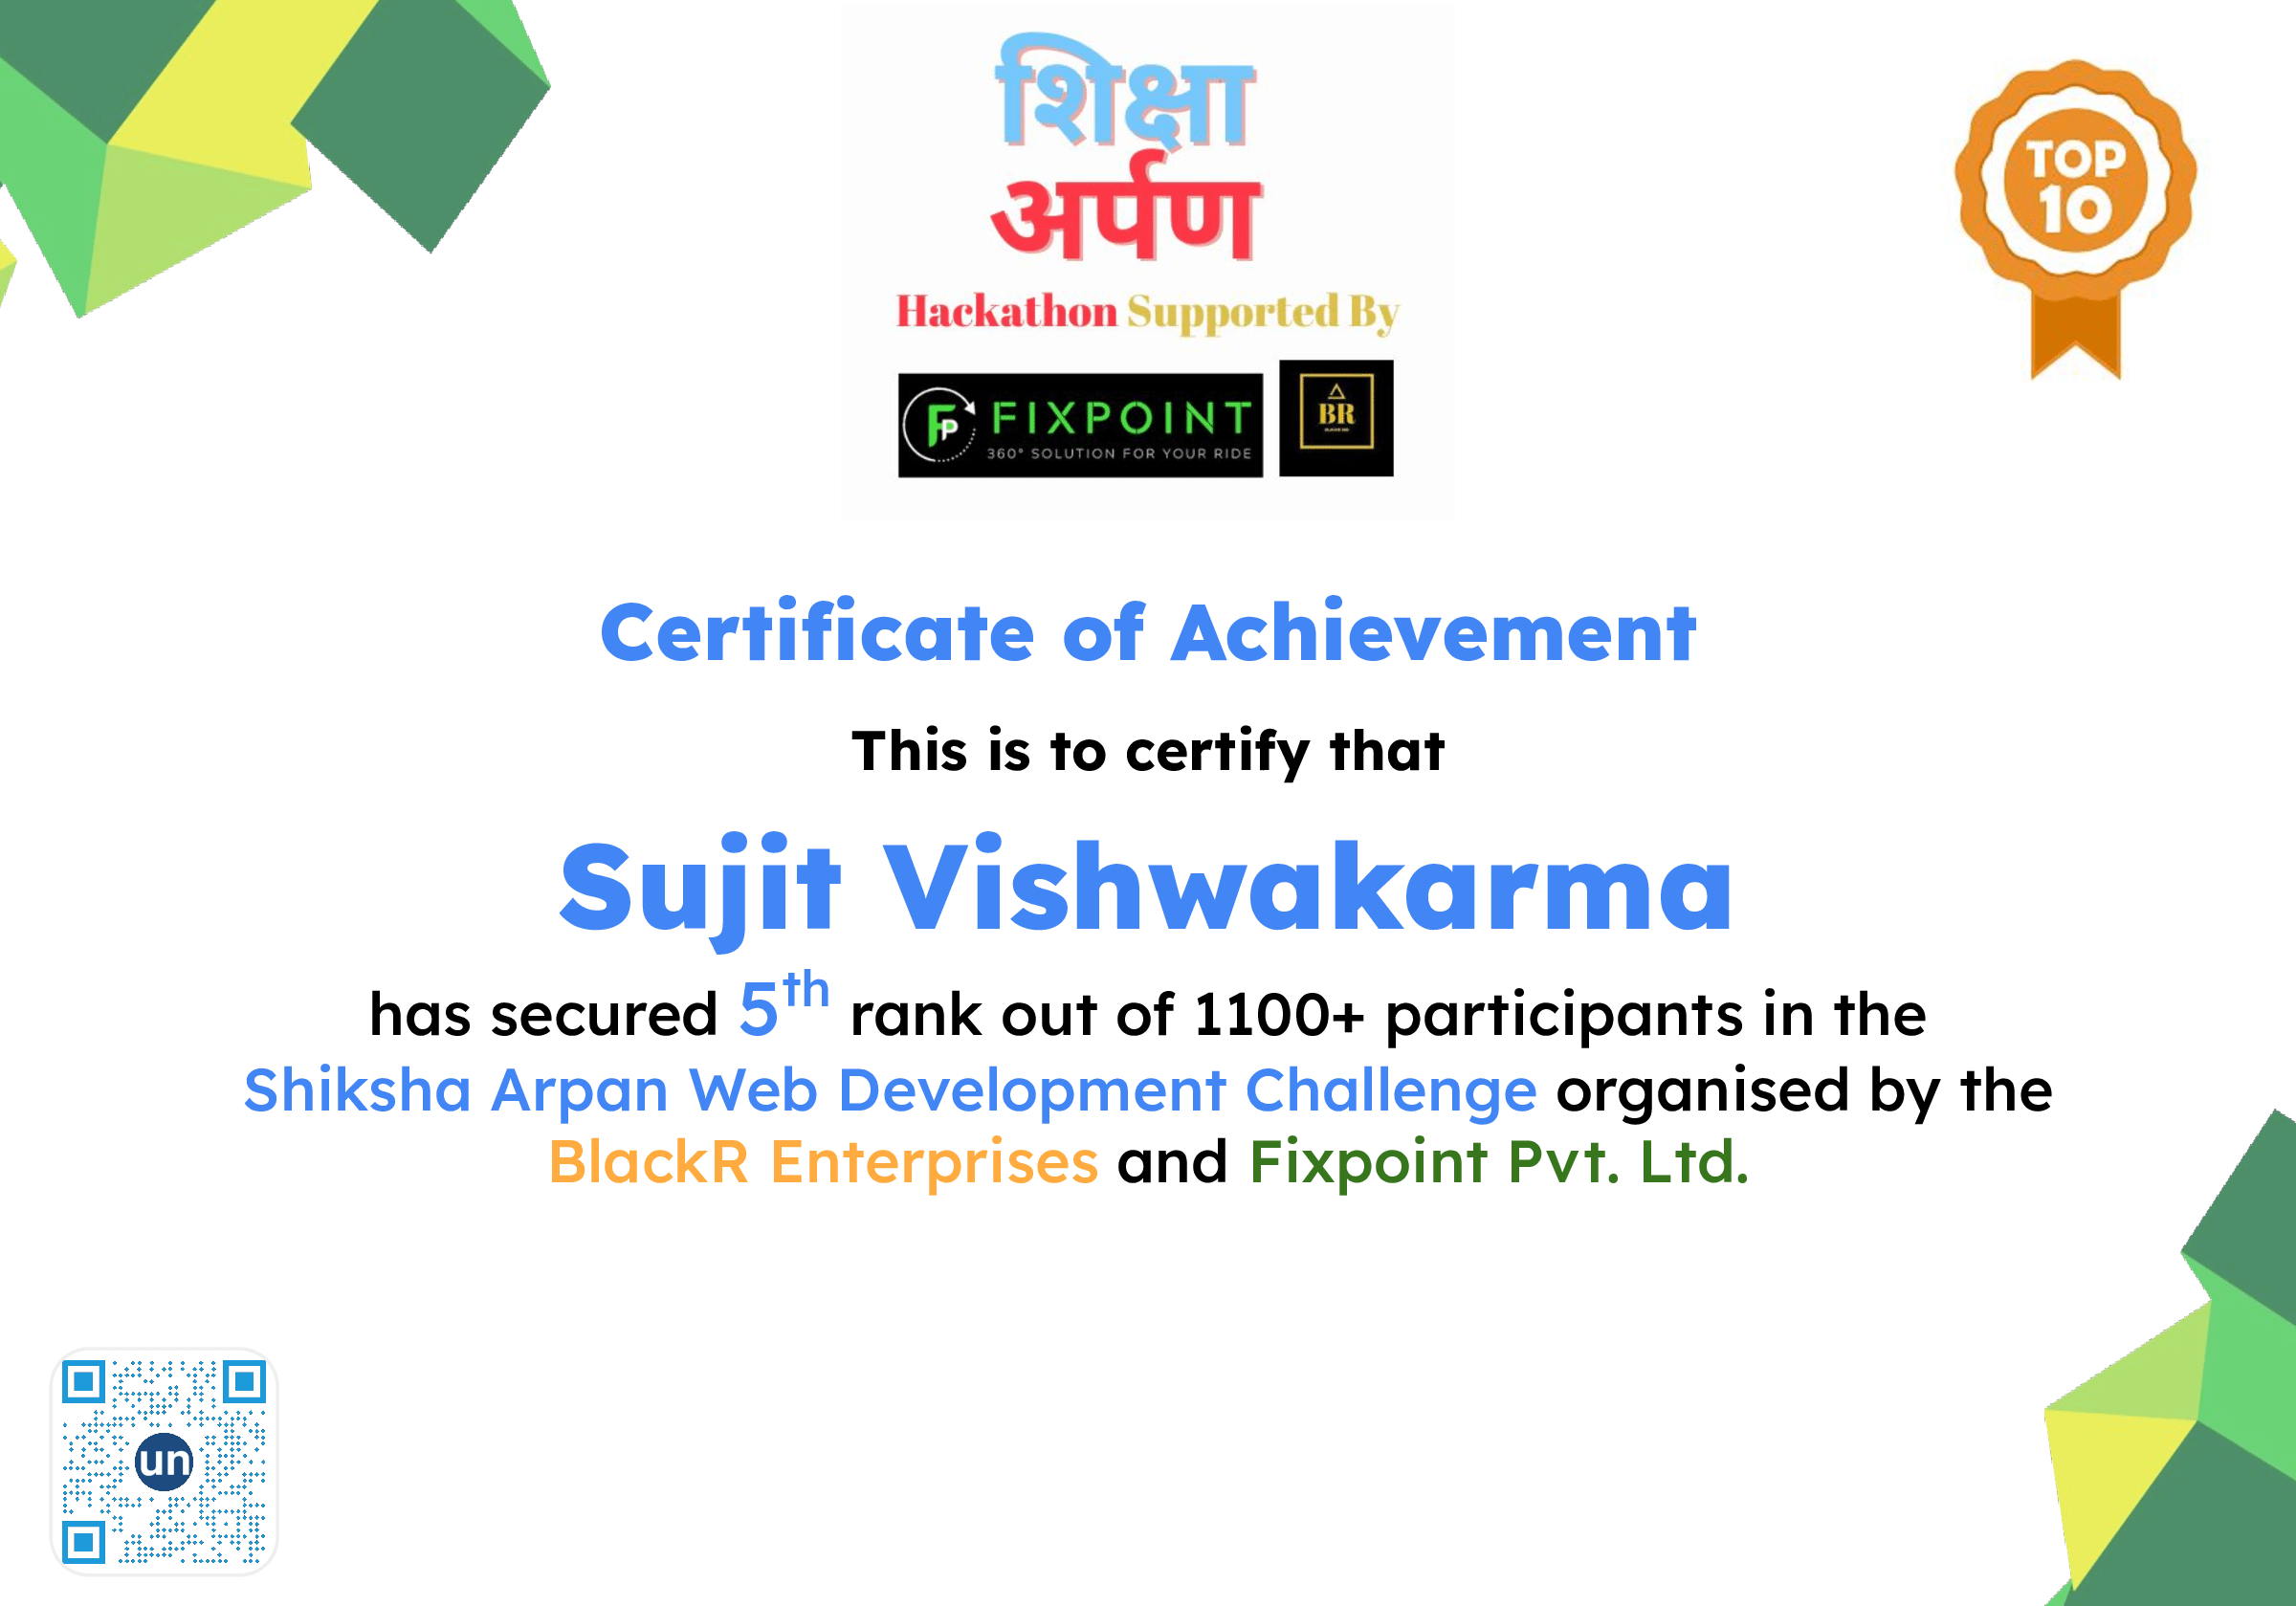 शिक्षा
अर्पण
Hackathon Supported By
FP FIXPOINT
360° SOLUTION FOR YOUR RIDE
BR
TOP
10
Certificate of Achievement
This is to certify that
Sujit Vishwakarma
has secured 5th rank out of 1100+ participants in the
Shiksha Arpan Web Development Challenge organised by the
BlackR Enterprises and Fixpoint Pvt. Ltd.
un